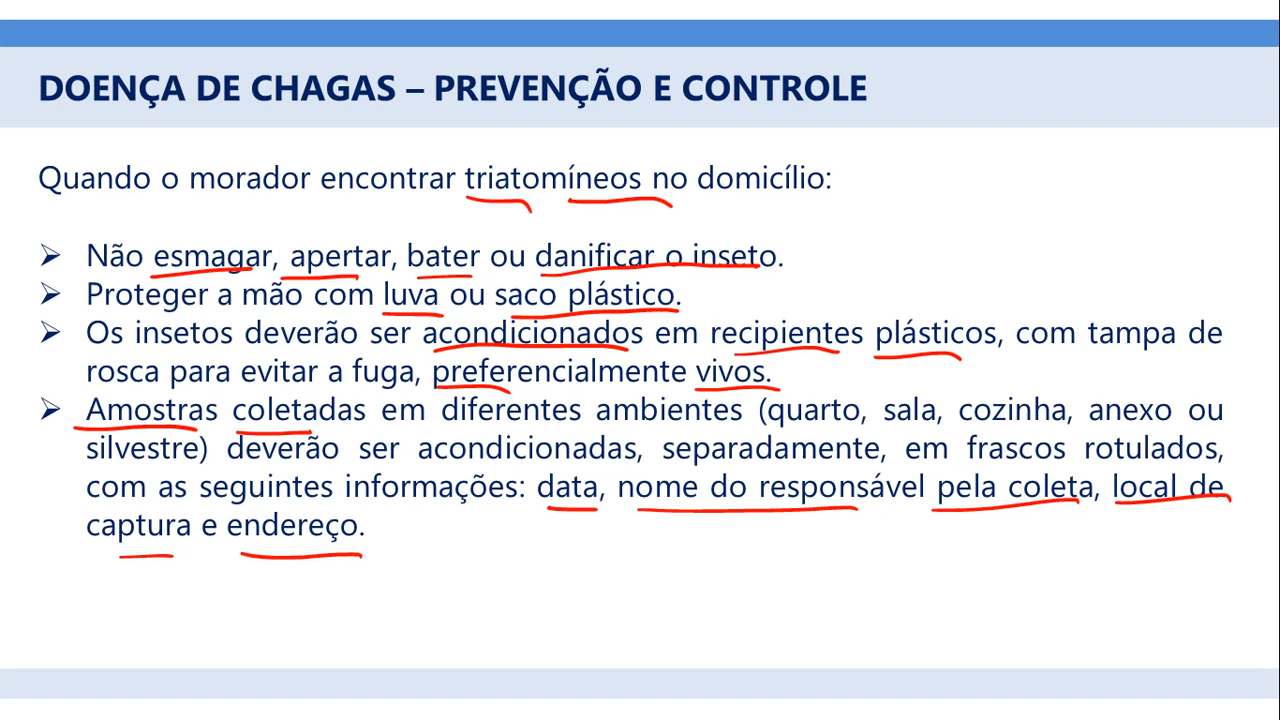 DOENÇA DE CHAGAS – PREVENÇÃO E CONTROLE
Quando o morador encontrar triatomíneos no domicílio:
➢ Não esmagar, apertar, bater ou danificar o inseto.
➢ Proteger a mão com luva ou saco plástico.
➢ Os insetos deverão ser acondicionados em recipientes plásticos, com tampa de
rosca para evitar a fuga, preferencialmente vivos.
➢ Amostras coletadas em diferentes ambientes (quarto, sala, cozinha, anexo ou
silvestre) deverão ser acondicionadas, separadamente, em frascos rotulados,
com as seguintes informações: data, nome do responsável pela coleta, local de
captura e endereço.